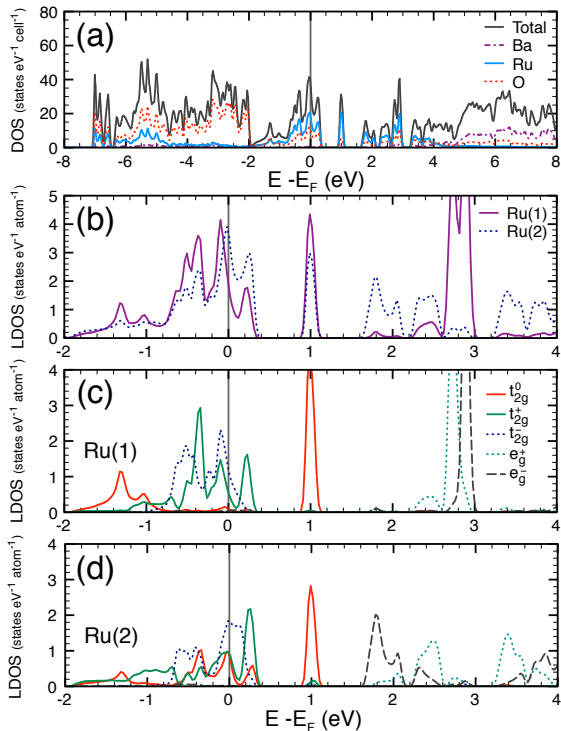 (a)
DOS (states eV⁻¹ cell⁻¹)
80
60
40
20
0
Total
Ba
Ru
O
-8 -6 -4 -2 0 2 4 6 8
E -E_F (eV)
(b)
LDOS (states eV⁻¹ atom⁻¹)
5
4
3
2
1
0
Ru(1)
Ru(2)
-2 -1 0 1 2 3 4
(c)
LDOS (states eV⁻¹ atom⁻¹)
4
3
2
1
0
Ru(1)
t⁰₂g
t⁺₂g
t⁻₂g
e⁺g
e⁻g
-2 -1 0 1 2 3 4
(d)
LDOS (states eV⁻¹ atom⁻¹)
4
3
2
1
0
Ru(2)
-2 -1 0 1 2 3 4
E -E_F (eV)